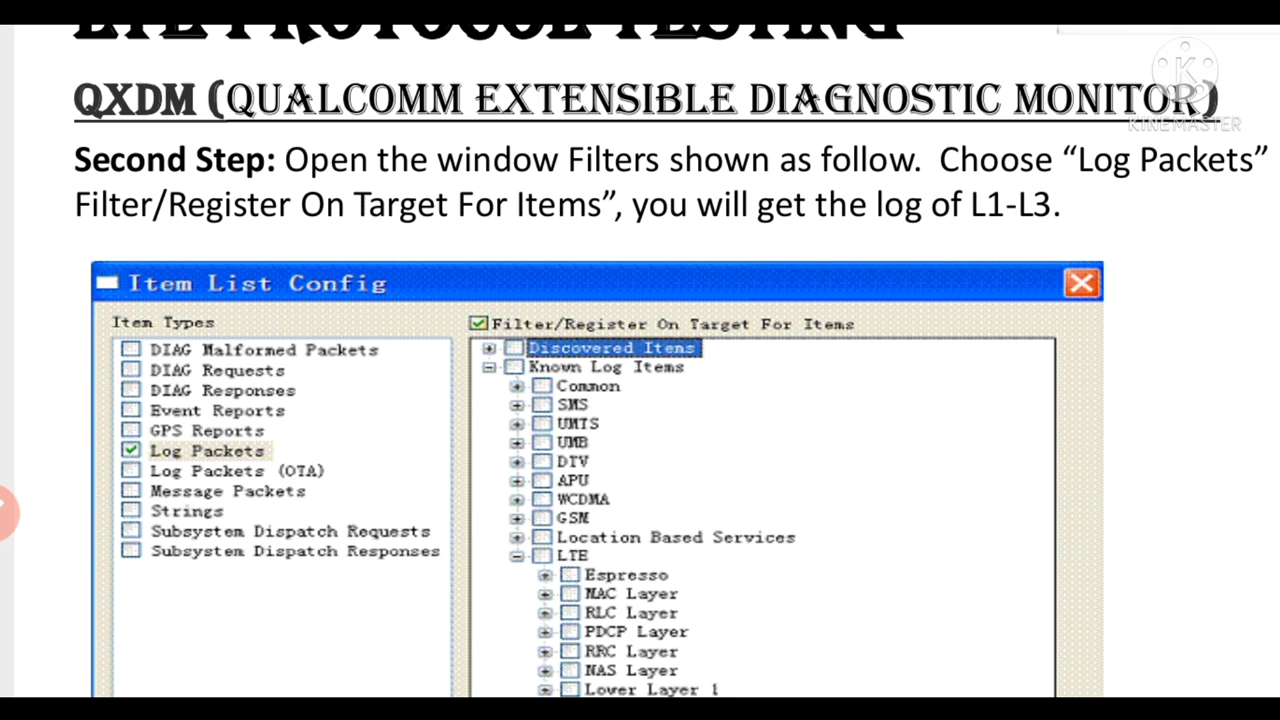 LTE PROTOCOL TESTING
QXDM (QUALCOMM EXTENSIBLE DIAGNOSTIC MONITOR)
KINEMASTER
Second Step: Open the window Filters shown as follow. Choose “Log Packets”
Filter/Register On Target For Items”, you will get the log of L1-L3.
Item List Config
Item Types
DIAG Malformed Packets
DIAG Requests
DIAG Responses
Event Reports
GPS Reports
Log Packets
Log Packets (OTA)
Message Packets
Strings
Subsystem Dispatch Requests
Subsystem Dispatch Responses
Filter/Register On Target For Items
Discovered Items
Known Log Items
Common
SMS
UMTS
UMB
DTV
APU
WCDMA
GSM
Location Based Services
LTE
Espresso
MAC Layer
RLC Layer
PDCP Layer
RRC Layer
NAS Layer
Lower Layer 1